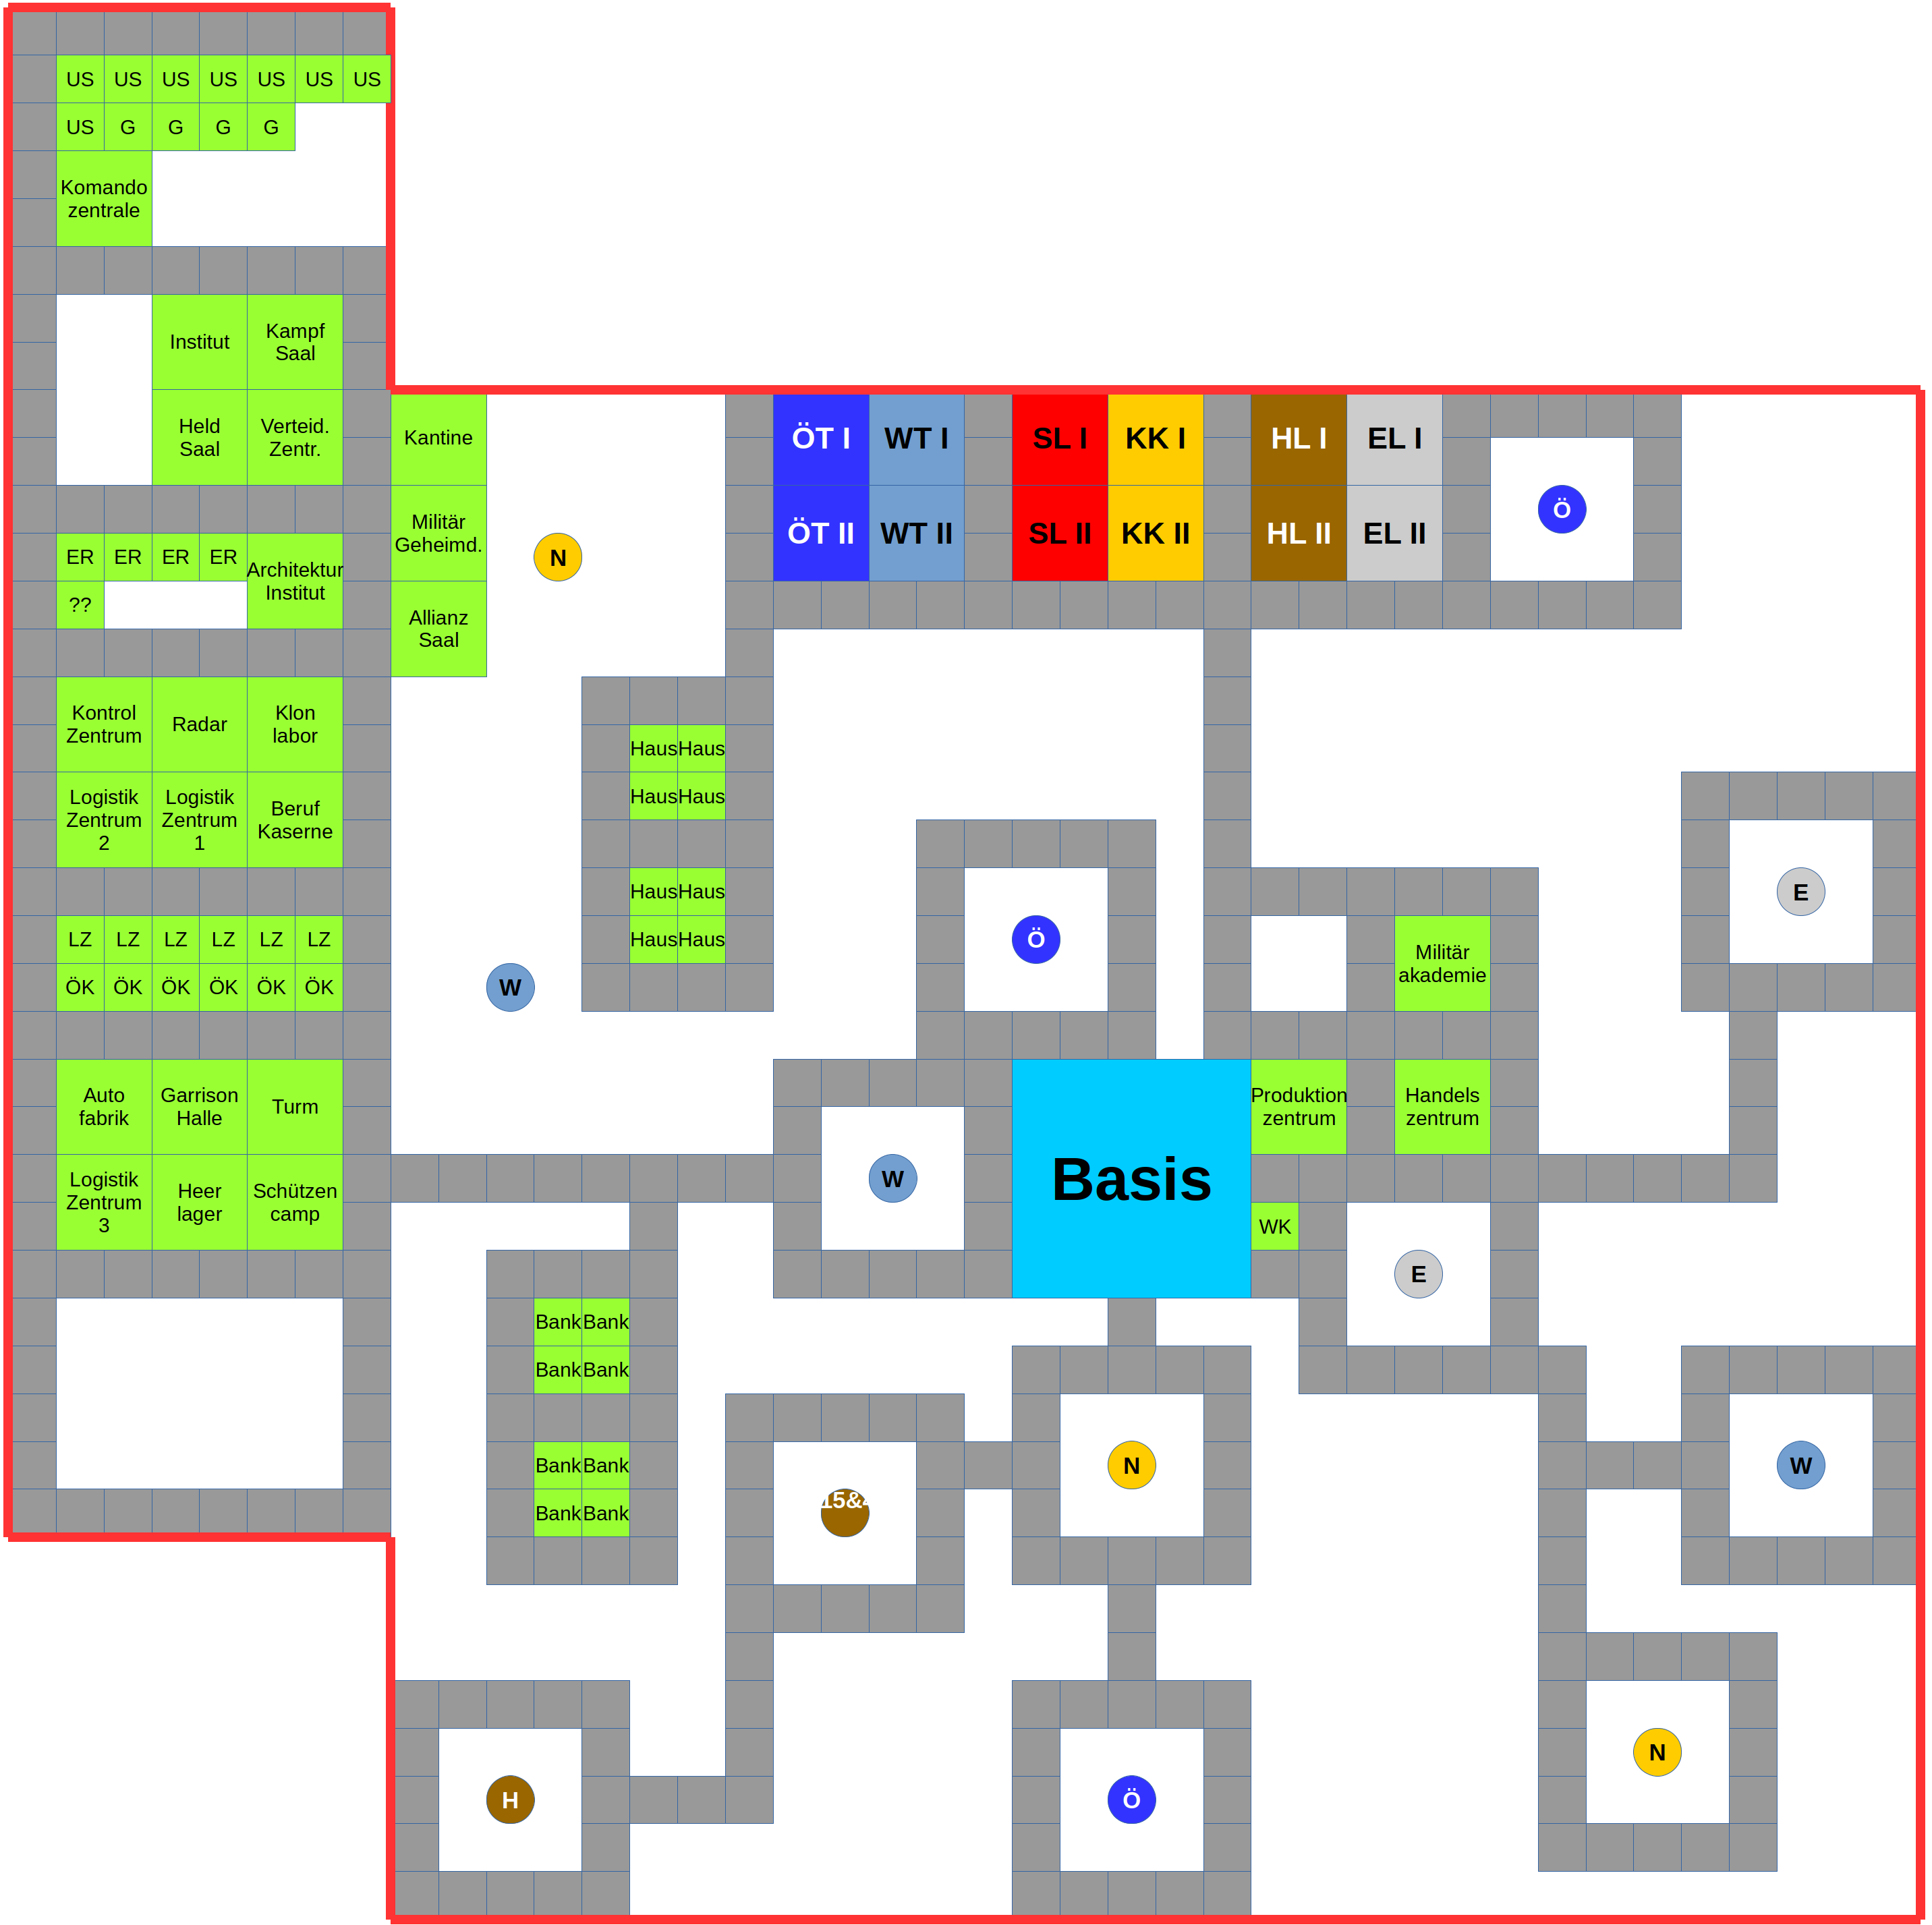 US US US US US US US
US G G G G
Komando
zentrale
Institut
Kampf
Saal
Held
Saal
Verteid.
Zentr.
Kantine
ÖT I
WT I
SL I
KK I
HL I
EL I
Militär
Geheimd.
N
ÖT II
WT II
SL II
KK II
HL II
EL II
Ö
ER ER ER ER
Architektur
Institut
??
Allianz
Saal
Kontrol
Zentrum
Radar
Klon
labor
Haus Haus
Haus Haus
Logistik
Zentrum
2
Logistik
Zentrum
1
Beruf
Kaserne
Haus Haus
Haus Haus
E
LZ LZ LZ LZ LZ LZ
ÖK ÖK ÖK ÖK ÖK ÖK
W
Ö
Militär
akademie
Auto
fabrik
Garrison
Halle
Turm
Produktion
zentrum
Handels
zentrum
Logistik
Zentrum
3
Heer
lager
Schützen
camp
W
Basis
WK
E
Bank Bank
Bank Bank
Bank Bank
Bank Bank
N
W
N
H
Ö